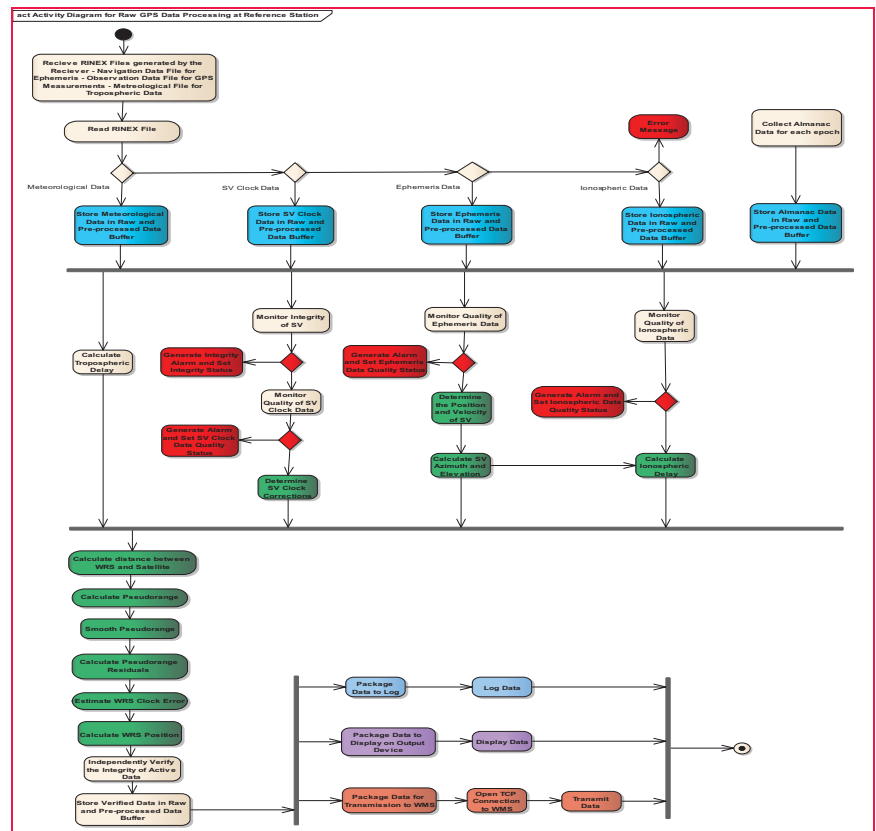 act Activity Diagram for Raw GPS Data Processing at Reference Station
Recieve RINEX Files generated by the
Reciever - Navigation Data File for
Ephemeris - Observation Data File for GPS
Measurements - Metreological File for
Tropospheric Data
Read RINEX File
Error
Message
Collect Almanac
Data for each epoch
Meteorological Data
SV Clock Data
Ephemeris Data
Ionospheric Data
Store Meteorological
Data in Raw and
Pre-processed Data
Buffer
Store SV Clock
Data in Raw and
Pre-processed
Data Buffer
Store Ephemeris
Data in Raw and
Pre-processed Data
Buffer
Store Ionospheric
Data in Raw and
Pre-processed
Data Buffer
Store Almanac Data
in Raw and
Pre-processed Data
Buffer
Monitor Integrity
of SV
Monitor Quality of
Ephemeris Data
Monitor
Quality of
Ionospheric
Data
Calculate
Tropospheric
Delay
Generate Integrity
Alarm and Set
Integrity Status
Generate Alarm
and Set Ephemeris
Data Quality Status
Monitor
Quality of SV
Clock Data
Determine
the Position
and Velocity
of SV
Generate Alarm and
Set Ionospheric Data
Quality Status
Generate Alarm
and Set SV Clock
Data Quality
Status
Calculate SV
Azimuth and
Elevation
Calculate
Ionospheric
Delay
Determine
SV Clock
Corrections
Calculate distance between
WRS and Satellite
Calculate Pseudorange
Smooth Pseudorange
Calculate Pseudorange
Residuals
Estimate WRS Clock Error
Calculate WRS Position
Independently Verify
the Integrity of Active
Data
Store Verified Data in Raw
and Pre-processed Data
Buffer
Package
Data to Log
Log Data
Package Data to
Display on Output
Device
Display Data
Package Data for
Transmission to WMS
Open TCP
Connection
to WMS
Transmit
Data